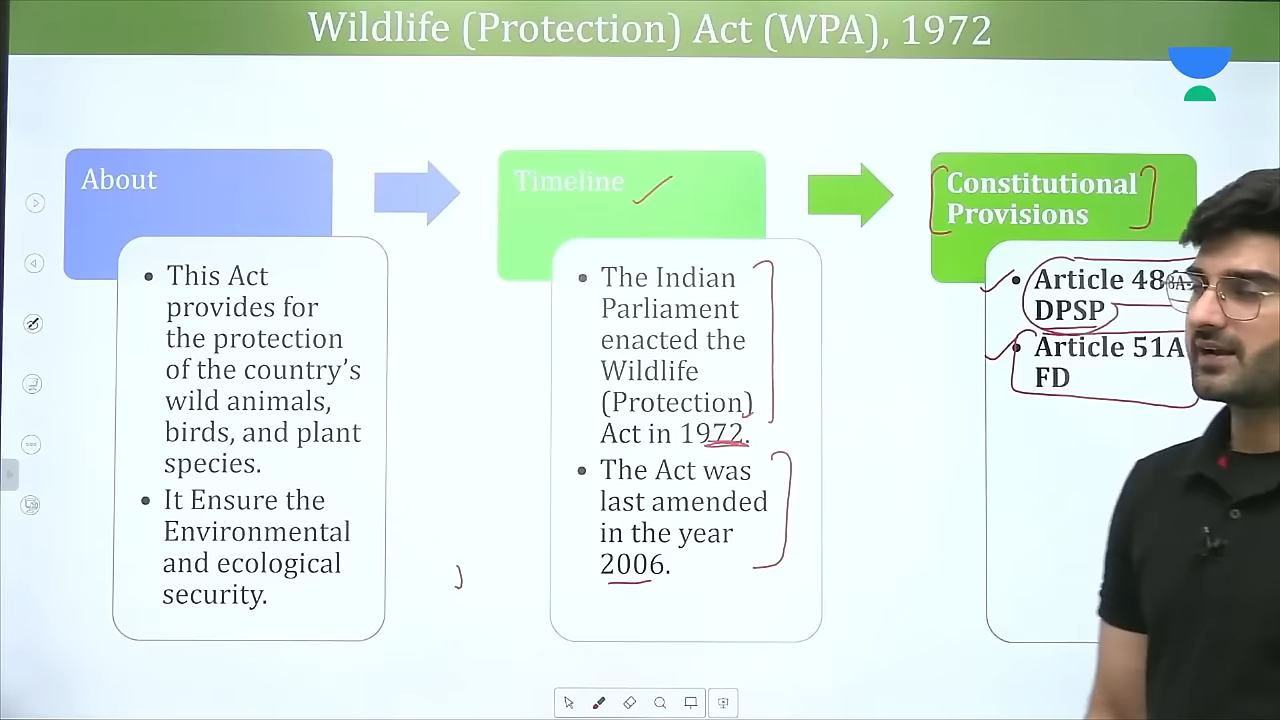 Wildlife (Protection) Act (WPA), 1972
About
• This Act
provides for
the protection
of the country’s
wild animals,
birds, and plant
species.
• It Ensure the
Environmental
and ecological
security.
Timeline
• The Indian
Parliament
enacted the
Wildlife
(Protection)
Act in 1972.
• The Act was
last amended
in the year
2006.
Constitutional
Provisions
• Article 48
DPSP
• Article 51A
FD